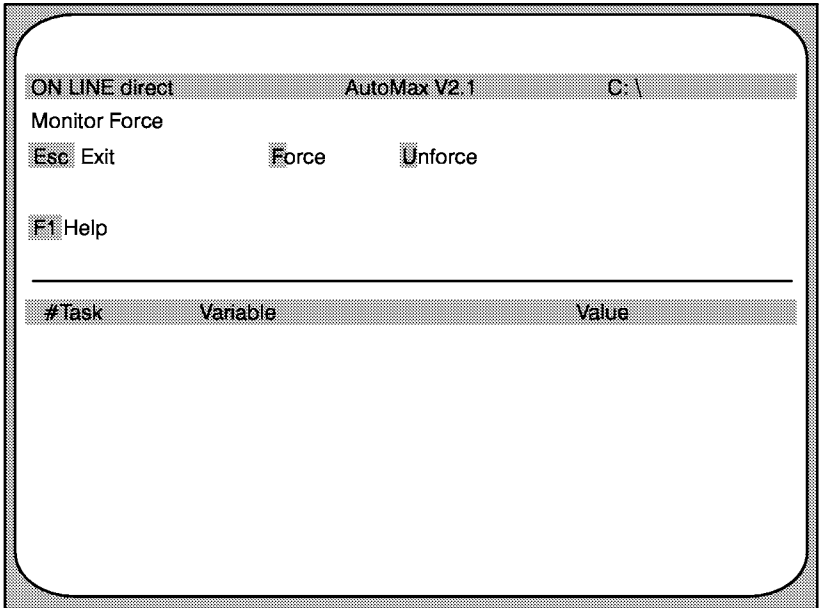 ON LINE direct AutoMax V2.1 C: \
Monitor Force
Esc Exit Force Unforce
F1 Help
#Task Variable Value